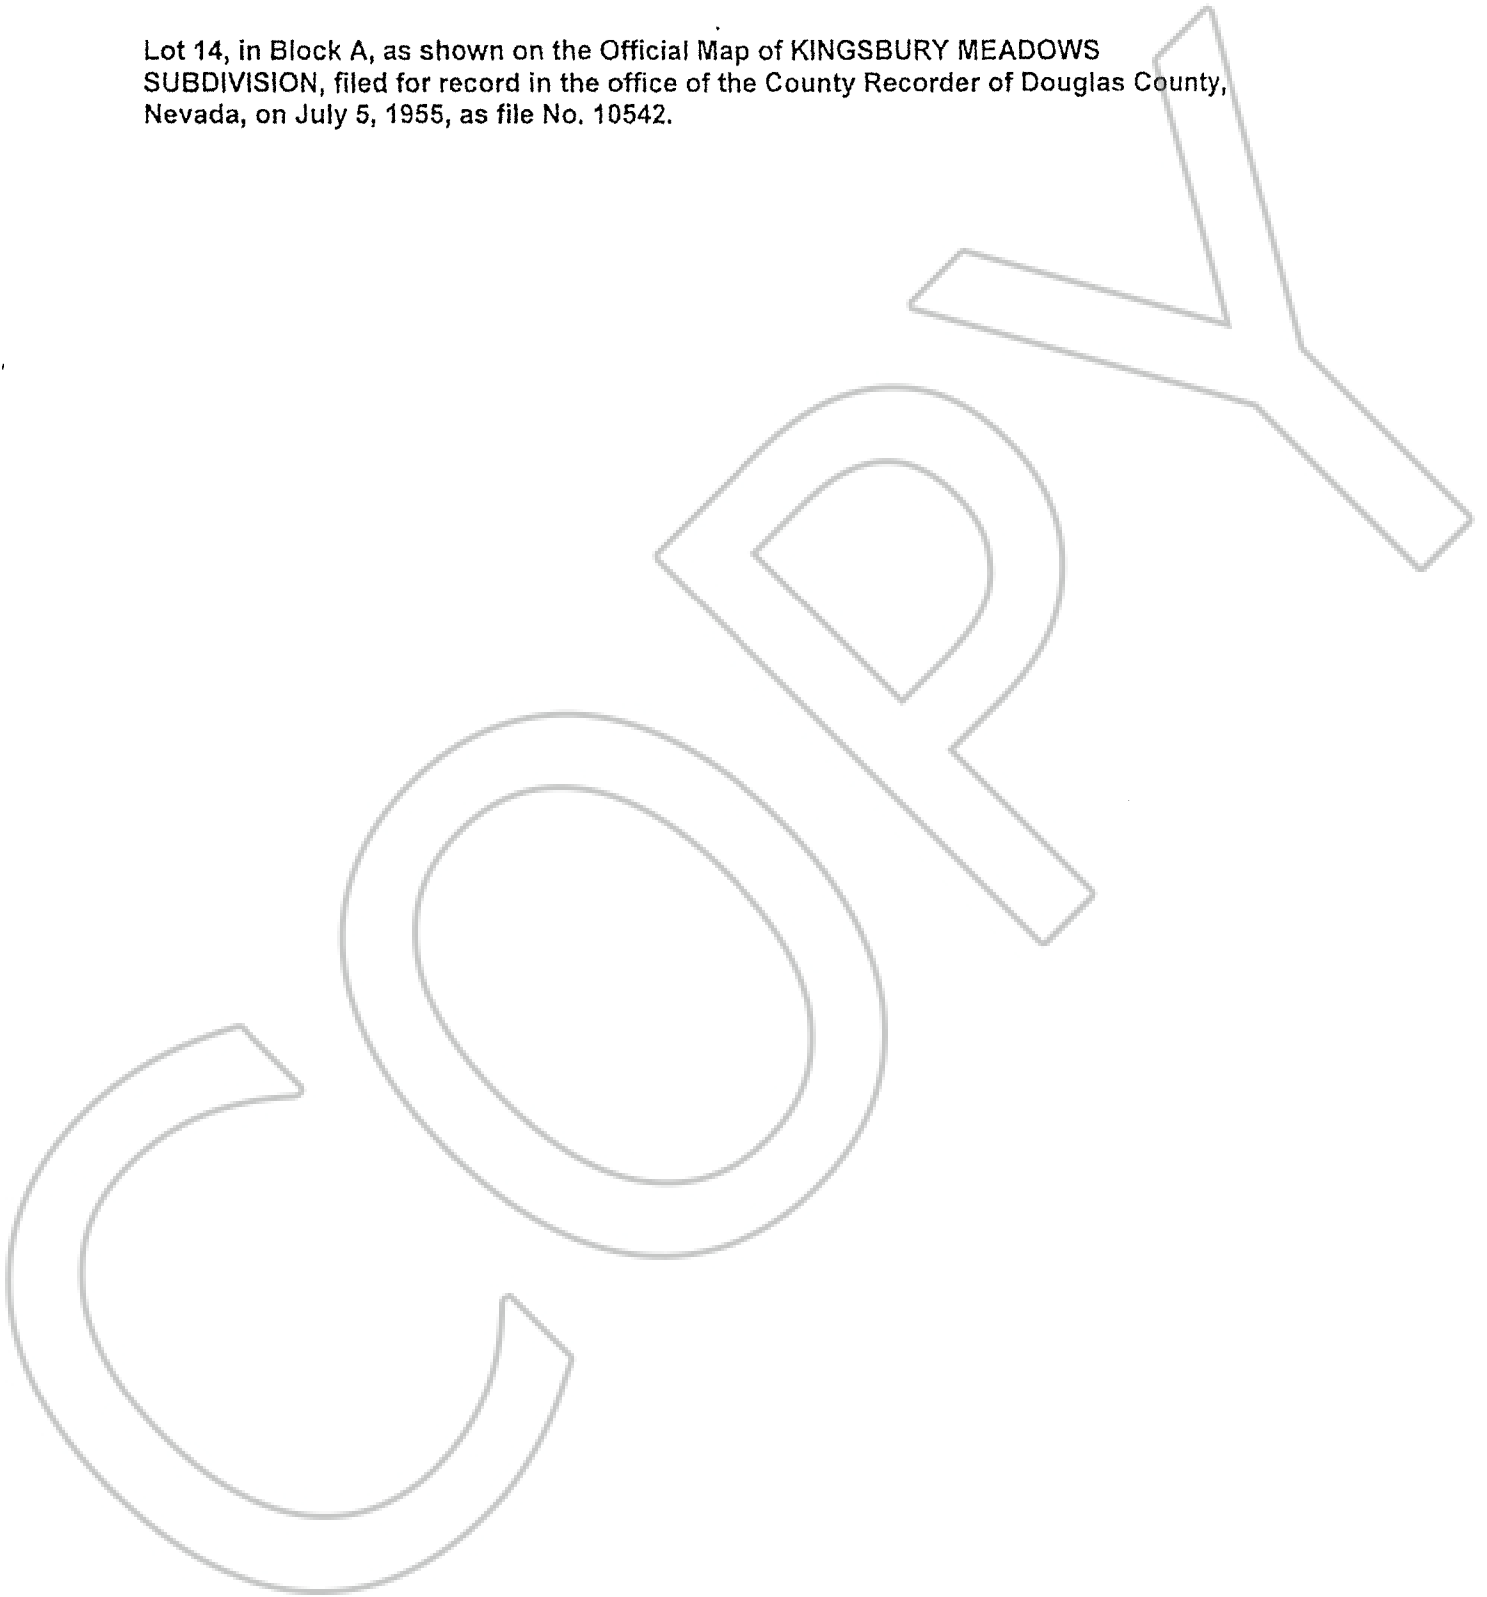 Lot 14, in Block A, as shown on the Official Map of KINGSBURY MEADOWS
SUBDIVISION, filed for record in the office of the County Recorder of Douglas County,
Nevada, on July 5, 1955, as file No. 10542.
COPY